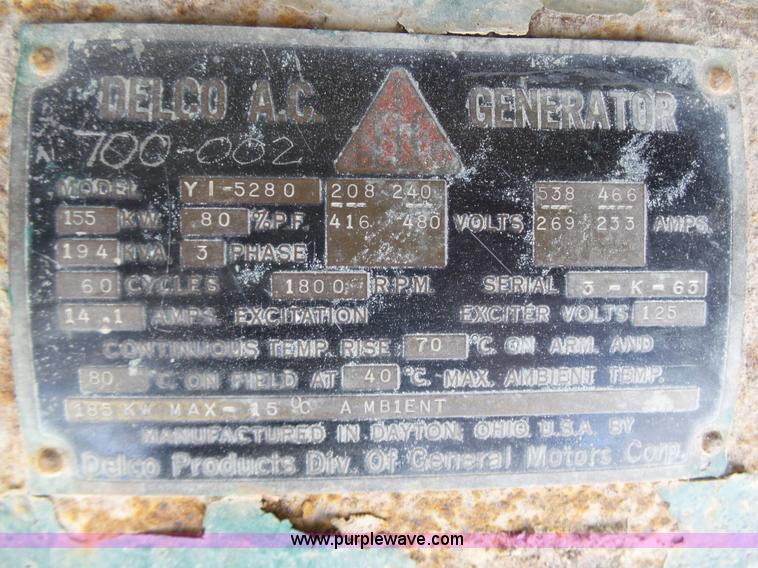 DELCO A.C. GENERATOR
700-002
MODEL Y1-5280 208 240 538 466
155 KW. 80 %P.F. 416 480 VOLTS 269 233 AMPS.
194 KVA 3 PHASE
60 CYCLES 1800 R.P.M. SERIAL 3-K-63
14.1 AMPS. EXCITATION EXCITER VOLTS 125
CONTINUOUS TEMP. RISE 70 °C. ON ARM. AND
80 °C. ON FIELD AT 40 °C. MAX. AMBIENT TEMP.
185 KW MAX- 15 °C AMB1ENT
MANUFACTURED IN DAYTON, OHIO, U.S.A. BY
Delco Products Div. Of General Motors Corp.
www.purplewave.com